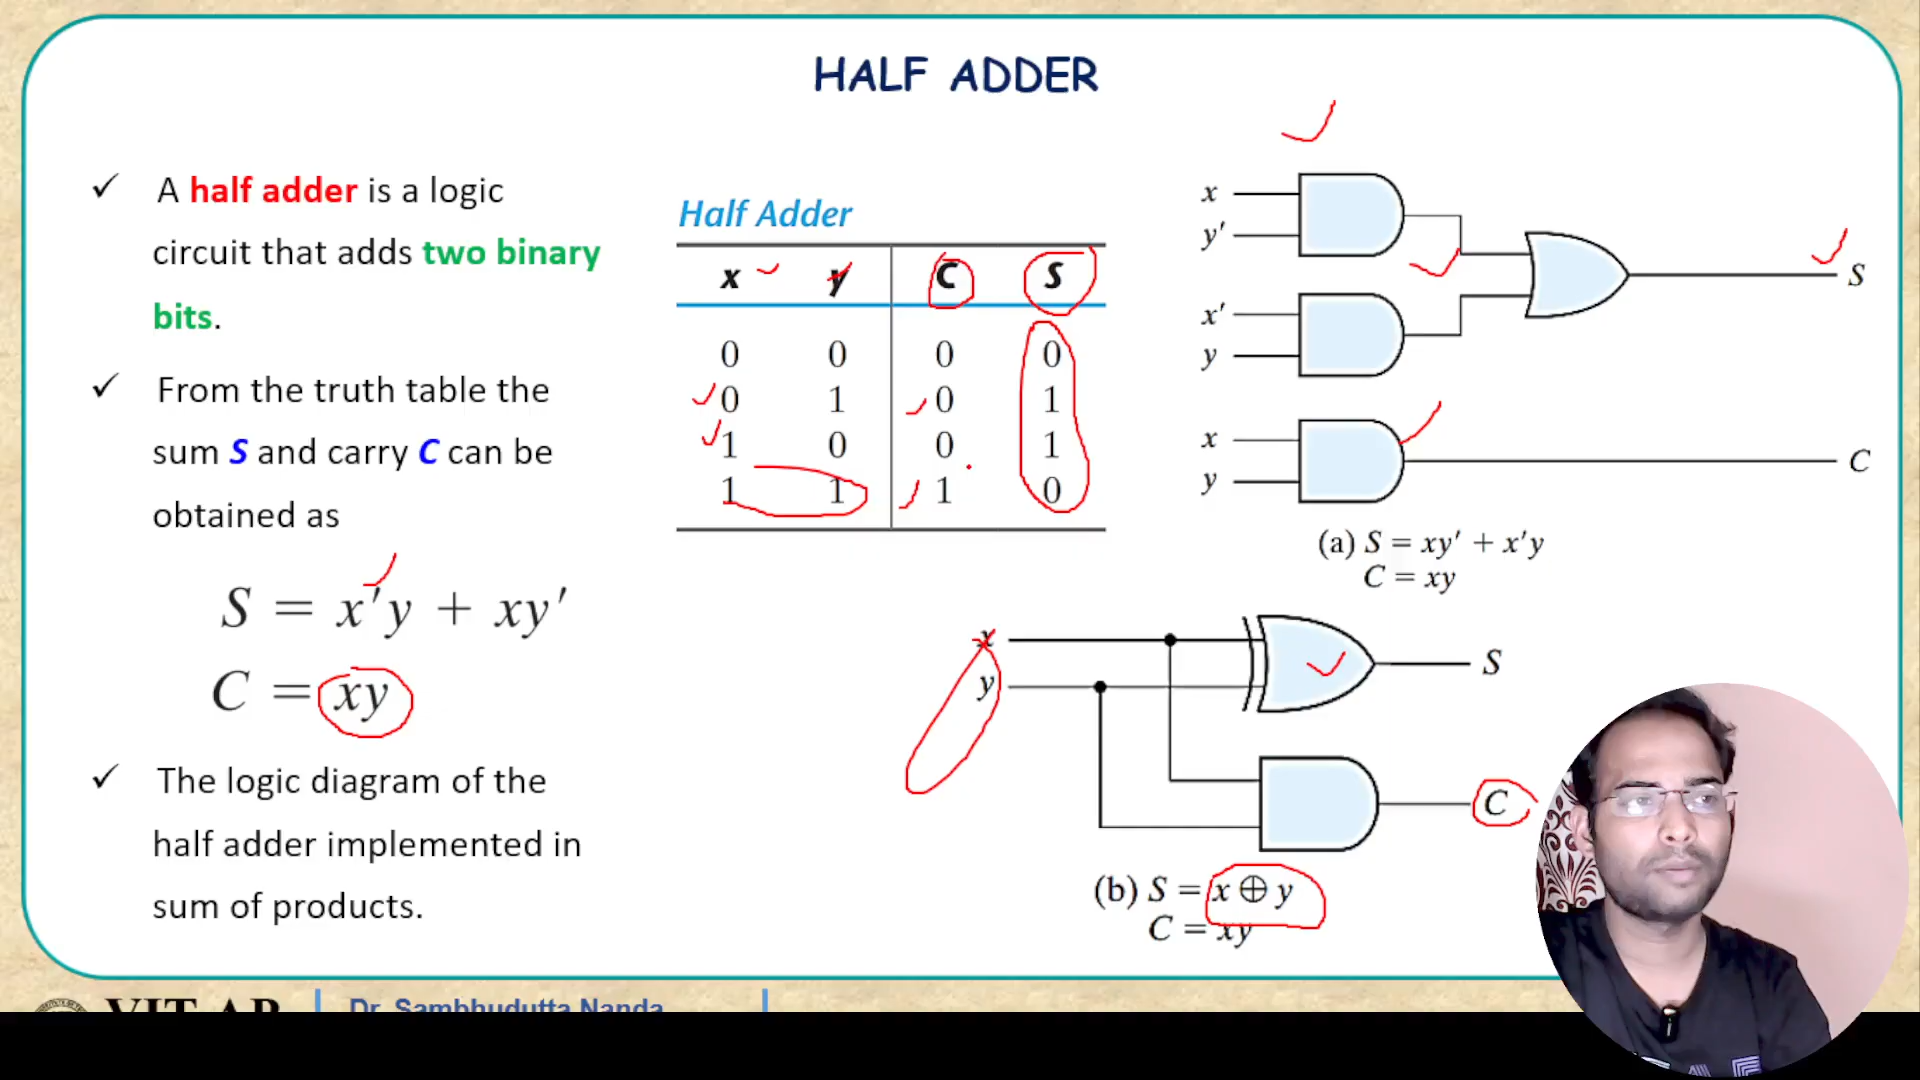 HALF ADDER
✓ A half adder is a logic
circuit that adds two binary
bits.
✓ From the truth table the
sum S and carry C can be
obtained as
S = x'y + xy'
C = xy
✓ The logic diagram of the
half adder implemented in
sum of products.
Half Adder
x y C S
0 0 0 0
0 1 0 1
1 0 0 1
1 1 1 0
x
y'
S
x'
y
x
C
y
(a) S = xy' + x'y
C = xy
x
S
y
C
(b) S = x ⊕ y
C = xy
VIT-AP
Dr. Sambhudutta Nanda